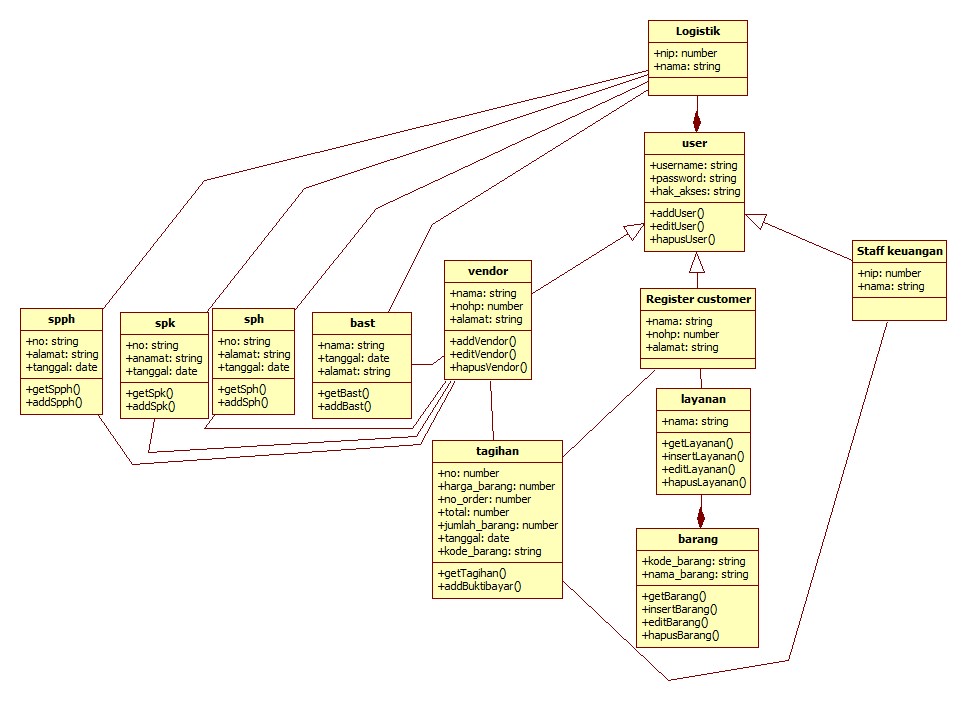 Logistik
+nip: number
+nama: string
user
+username: string
+password: string
+hak_akses: string
+addUser()
+editUser()
+hapusUser()
Staff keuangan
+nip: number
+nama: string
vendor
+nama: string
+nohp: number
+alamat: string
+addVendor()
+editVendor()
+hapusVendor()
Register customer
+nama: string
+nohp: number
+alamat: string
spph
+no: string
+alamat: string
+tanggal: date
+getSpph()
+addSpph()
spk
+no: string
+anamat: string
+tanggal: date
+getSpk()
+addSpk()
sph
+no: string
+alamat: string
+tanggal: date
+getSph()
+addSph()
bast
+nama: string
+tanggal: date
+alamat: string
+getBast()
+addBast()
layanan
+nama: string
+getLayanan()
+insertLayanan()
+editLayanan()
+hapusLayanan()
tagihan
+no: number
+harga_barang: number
+no_order: number
+total: number
+jumlah_barang: number
+tanggal: date
+kode_barang: string
+getTagihan()
+addBuktibayar()
barang
+kode_barang: string
+nama_barang: string
+getBarang()
+insertBarang()
+editBarang()
+hapusBarang()